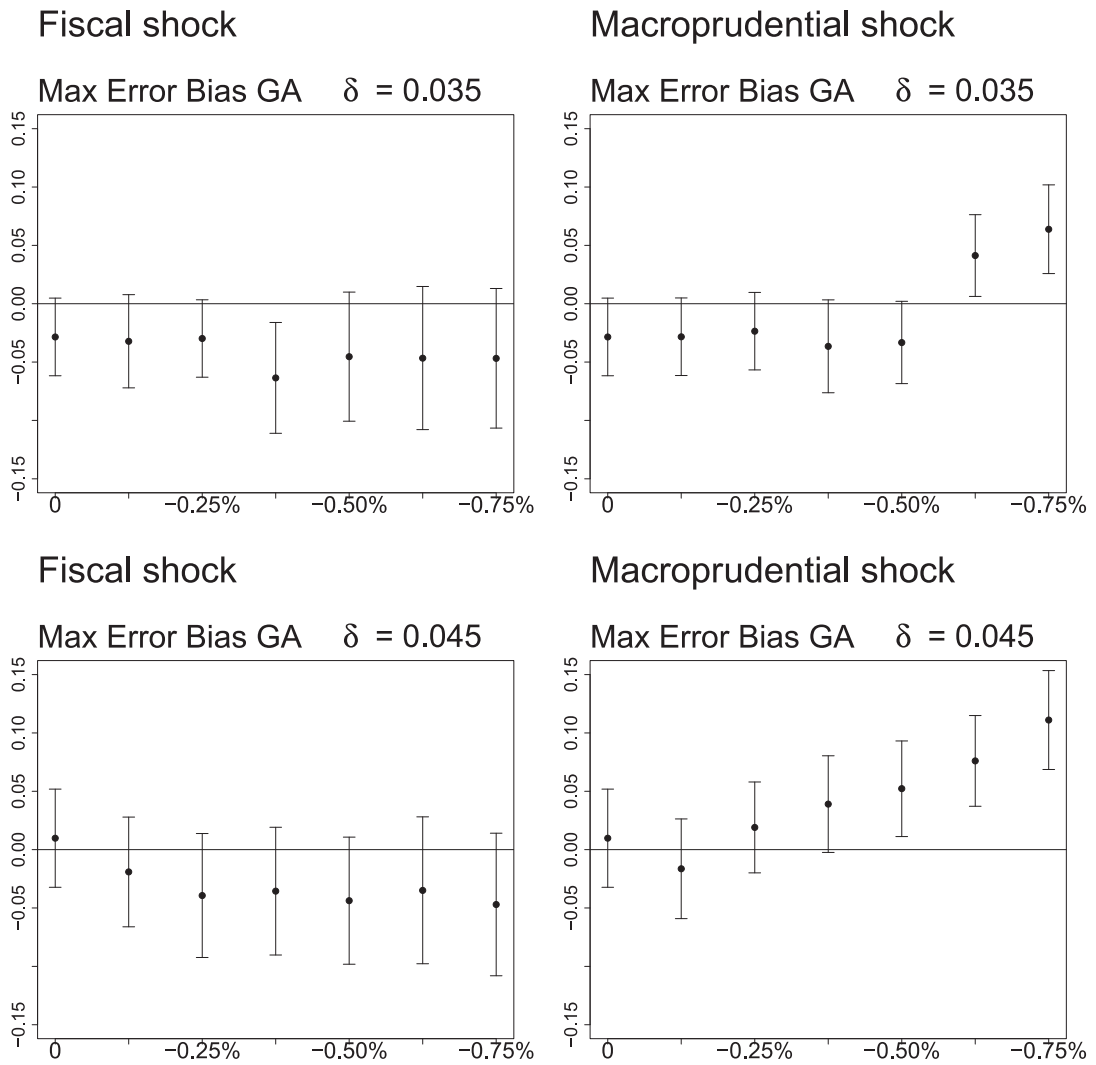 Fiscal shock
Max Error Bias GA δ = 0.035
0.15
0.10
0.05
0.00
−0.05
−0.15
0 −0.25% −0.50% −0.75%
Macroprudential shock
Max Error Bias GA δ = 0.035
0.15
0.10
0.05
0.00
−0.05
−0.15
0 −0.25% −0.50% −0.75%
Fiscal shock
Max Error Bias GA δ = 0.045
0.15
0.10
0.05
0.00
−0.05
−0.15
0 −0.25% −0.50% −0.75%
Macroprudential shock
Max Error Bias GA δ = 0.045
0.15
0.10
0.05
0.00
−0.05
−0.15
0 −0.25% −0.50% −0.75%